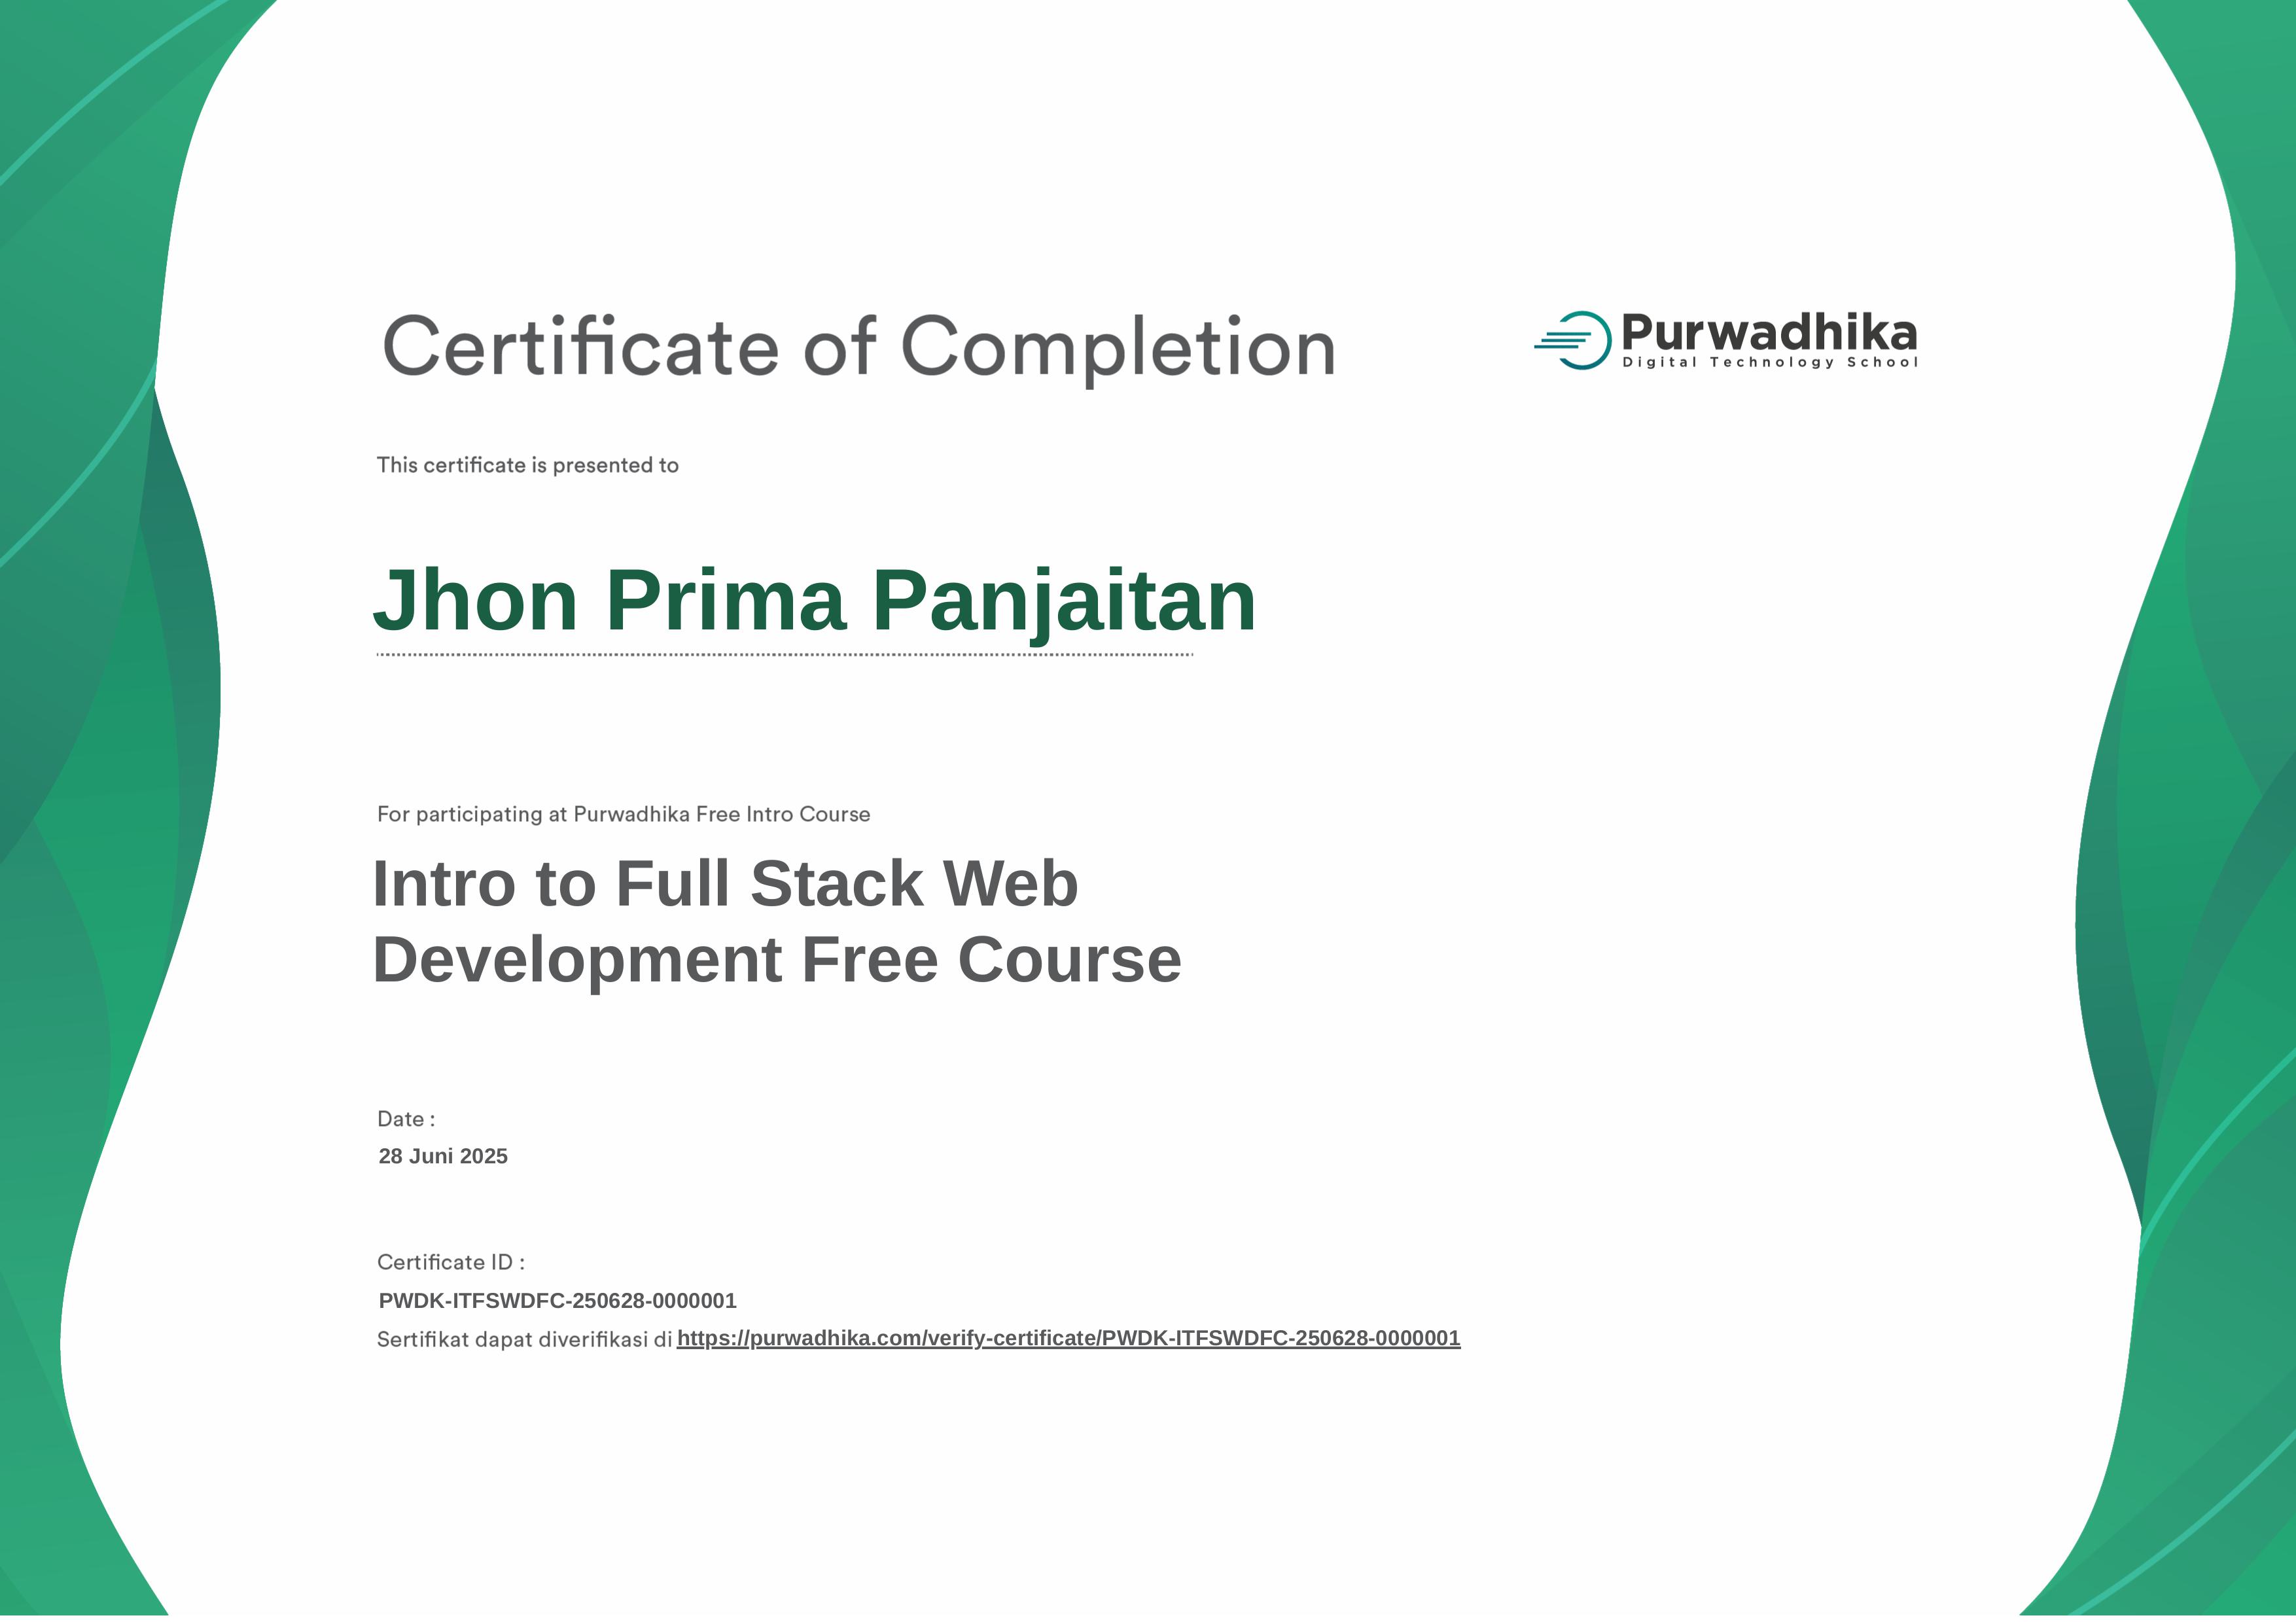 Certificate of Completion
Purwadhika
Digital Technology School
This certificate is presented to
Jhon Prima Panjaitan
For participating at Purwadhika Free Intro Course
Intro to Full Stack Web
Development Free Course
Date :
28 Juni 2025
Certificate ID :
PWDK-ITFSWDFC-250628-0000001
Sertifikat dapat diverifikasi di https://purwadhika.com/verify-certificate/PWDK-ITFSWDFC-250628-0000001